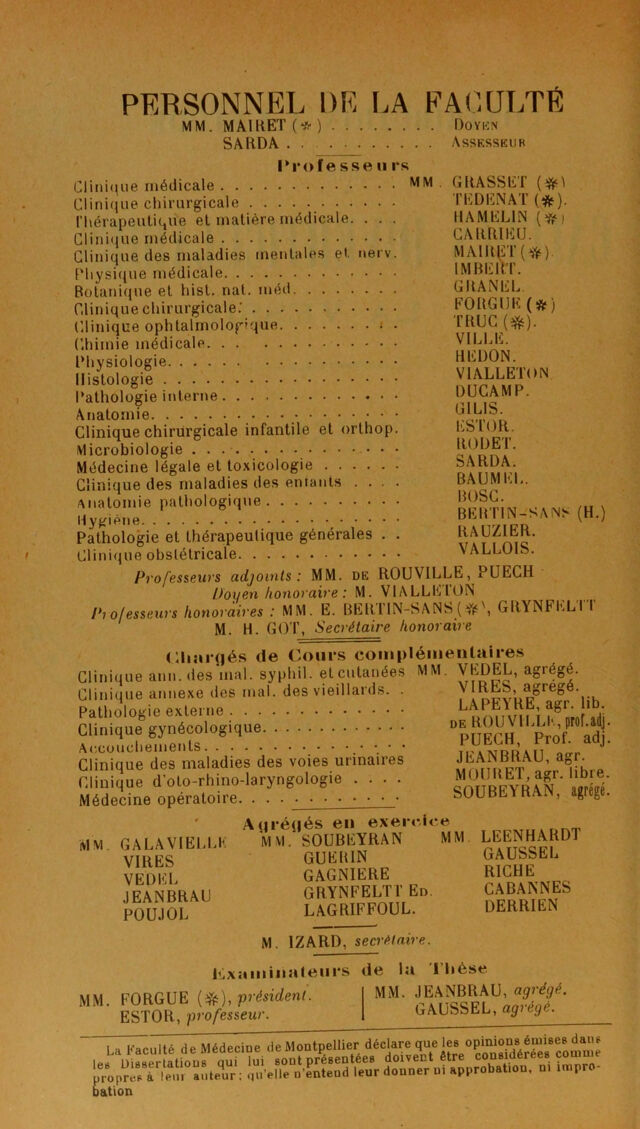 PERSONNEL DE LA FACULTÉ
MM. MAIRET (✻) . . . . . . . . DOYEN
SARDA . . . . . . . . . . . ASSESSEUR
Professeurs
Clinique médicale . . . . . . . . . . . . . MM. GRASSET (✻)
Clinique chirurgicale . . . . . . . . . . . TEDENAT (✻).
Thérapeutique et matière médicale. . . . HAMELIN (✻)
Clinique médicale . . . . . . . . . . . . . CARRIEU.
Clinique des maladies mentales et nerv. MAIRET (✻).
Physique médicale. . . . . . . . . . . . . IMBERT.
Botanique et hist. nat. méd. . . . . . . . GRANEL.
Clinique chirurgicale. . . . . . . . . . . FORGUE (✻)
Clinique ophtalmologique. . . . . . . . . TRUC (✻).
Chimie médicale. . . . . . . . . . . . . . VILLE.
Physiologie. . . . . . . . . . . . . . . . HEDON.
Histologie . . . . . . . . . . . . . . . . VIALLETON
Pathologie interne . . . . . . . . . . . . DUCAMP.
Anatomie. . . . . . . . . . . . . . . . . GILIS.
Clinique chirurgicale infantile et orthop. ESTOR.
Microbiologie . . . . . . . . . . . . . . RODET.
Médecine légale et toxicologie . . . . . . SARDA.
Clinique des maladies des enfants . . . . BAUMEL.
Anatomie pathologique . . . . . . . . . . BOSC.
Hygiène. . . . . . . . . . . . . . . . . . BERTIN-SANS (H.)
Pathologie et thérapeutique générales . . RAUZIER.
Clinique obstétricale. . . . . . . . . . . VALLOIS.
Professeurs adjoints : MM. DE ROUVILLE, PUECH
Doyen honoraire : M. VIALLETON
Professeurs honoraires : MM. E. BERTIN-SANS (✻), GRYNFELTT
M. H. GOT, Secrétaire honoraire
Chargés de Cours complémentaires
Clinique ann. des mal. syphil. et cutanées MM. VEDEL, agrégé.
Clinique annexe des mal. des vieillards. . VIRES, agrégé.
Pathologie externe . . . . . . . . . . . . LAPEYRE, agr. lib.
Clinique gynécologique. . . . . . . . . . DE ROUVILLE, prof. adj.
Accouchements. . . . . . . . . . . . . . PUECH, Prof. adj.
Clinique des maladies des voies urinaires JEANBRAU, agr.
Clinique d'oto-rhino-laryngologie . . . . MOURET, agr. libre.
Médecine opératoire. . . . . . . . . . . . SOUBEYRAN, agrégé.
Agrégés en exercice
MM. GALAVIELLE MM. SOUBEYRAN MM. LEENHARDT
VIRES GUERIN GAUSSEL
VEDEL GAGNIERE RICHE
JEANBRAU GRYNFELTT ED. CABANNES
POUJOL LAGRIFFOUL. DERRIEN
M. IZARD, secrétaire.
Examinateurs de la Thèse
MM. FORGUE (✻), président. MM. JEANBRAU, agrégé.
ESTOR, professeur. GAUSSEL, agrégé.
La Faculté de Médecine de Montpellier déclare que les opinions émises dans
les Dissertations qui lui sont présentées doivent être considérées comme
propres à leur auteur ; qu'elle n'entend leur donner ni approbation, ni impro-
bation